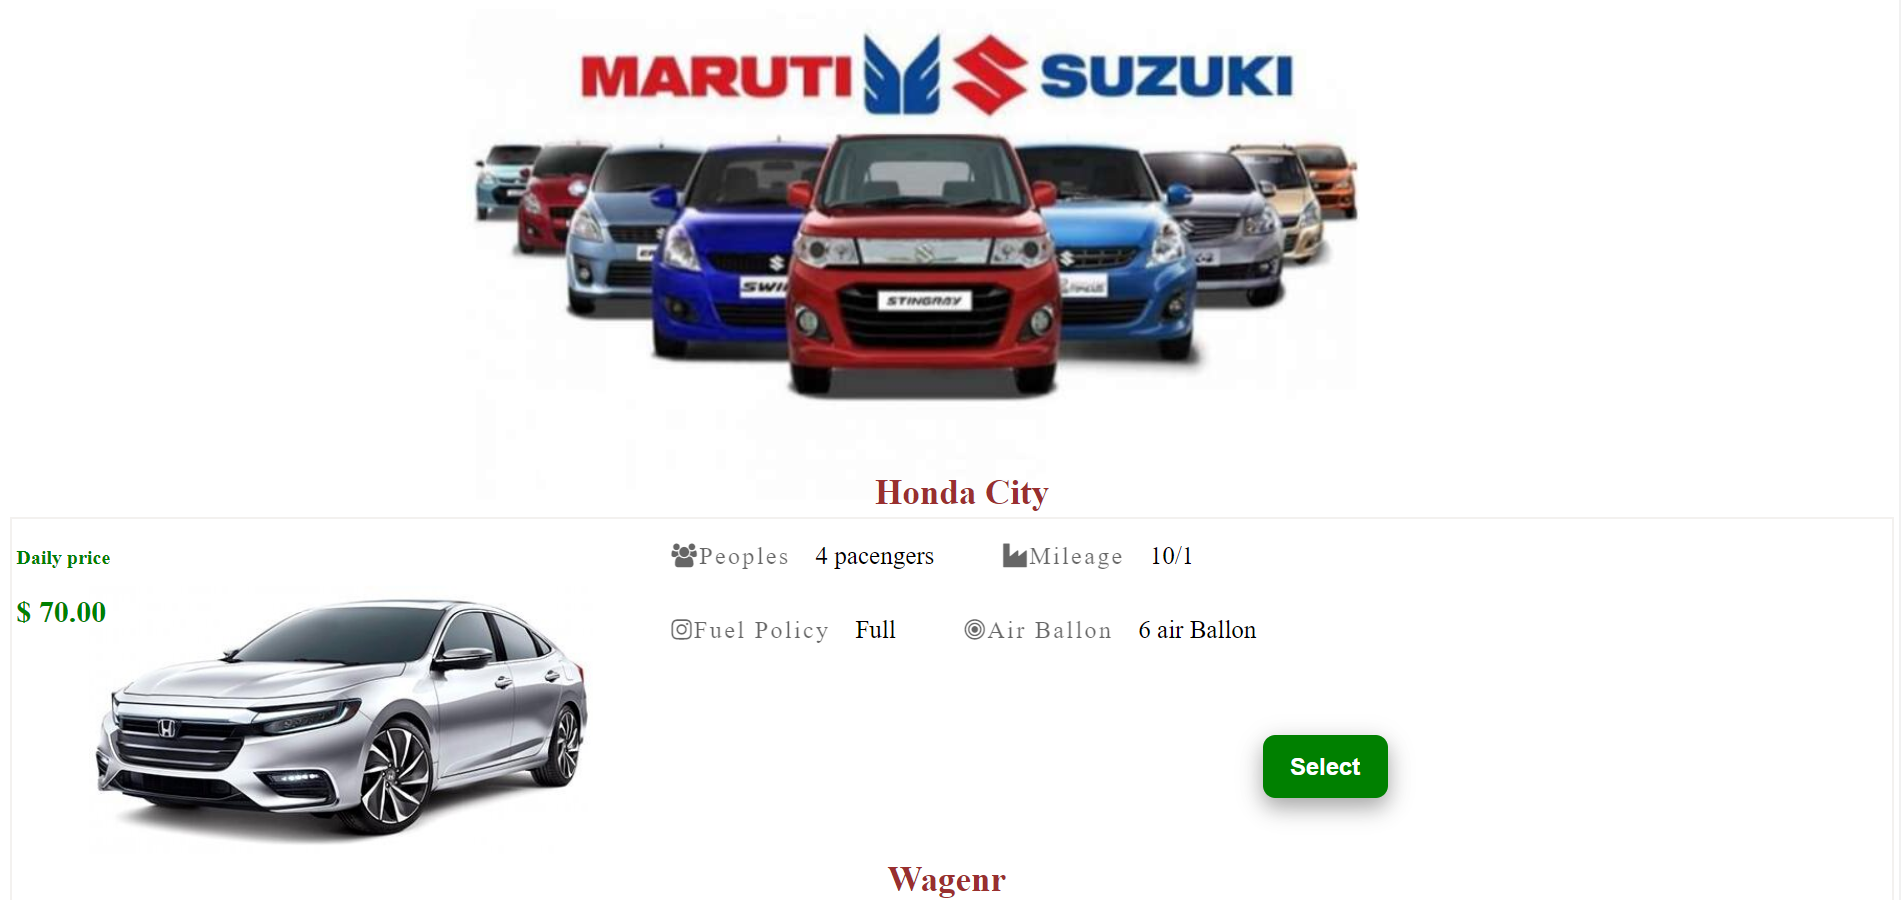 MARUTI SUZUKI
SWI
STINGRAY
Honda City
Daily price
$ 70.00
Peoples 4 pacengers Mileage 10/1
Fuel Policy Full Air Ballon 6 air Ballon
Select
Wagenr